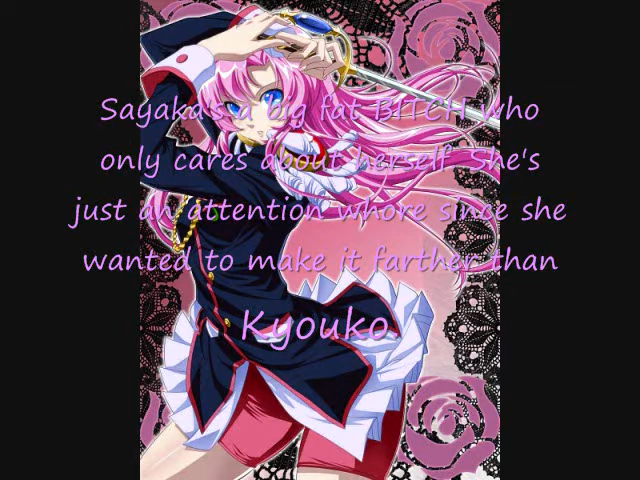 Sayaka's a big fat BITCH who
only cares about herself. She's
just an attention whore since she
wanted to make it farther than
Kyouko.